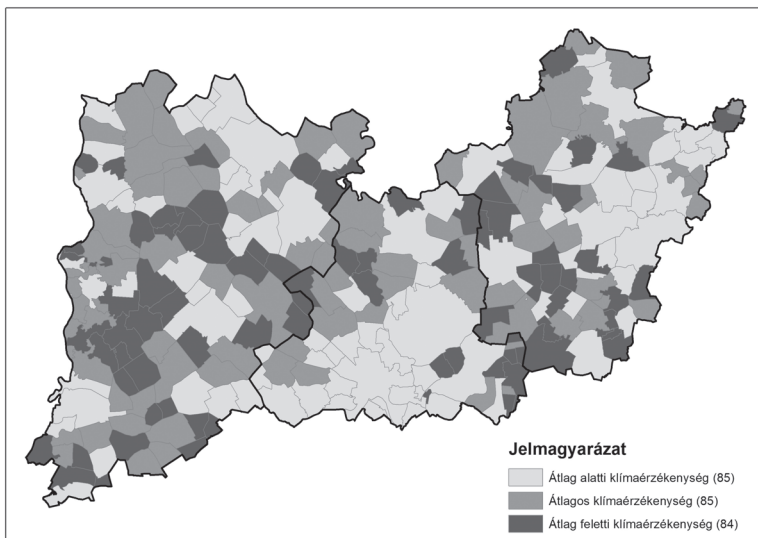 Jelmagyarázat
Átlag alatti klímaérzékenység (85)
Átlagos klímaérzékenység (85)
Átlag feletti klímaérzékenység (84)